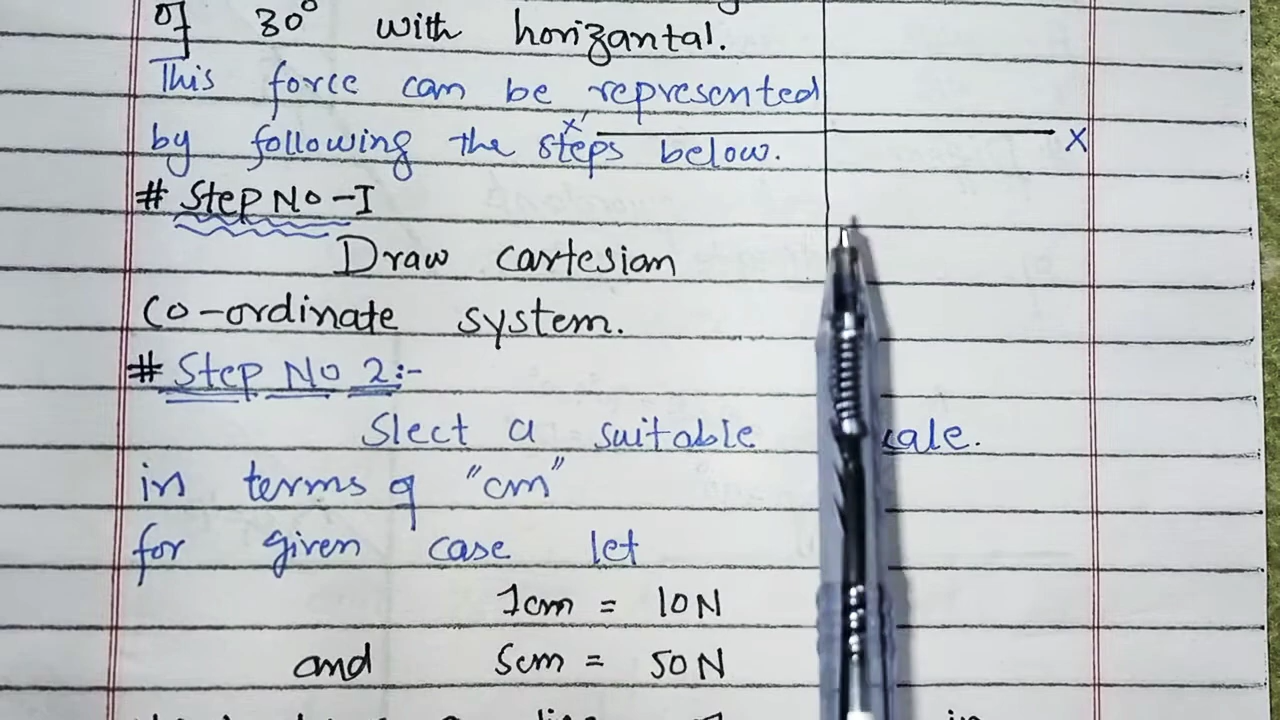 of 30° with horizantal.
This force can be represented
by following the steps below.
X' X
# Step No -I
Draw cartesian
co-ordinate system.
# Step No 2:-
Slect a suitable cale.
in terms of "cm"
for given case let
1cm = 10N
and 5cm = 50N
in